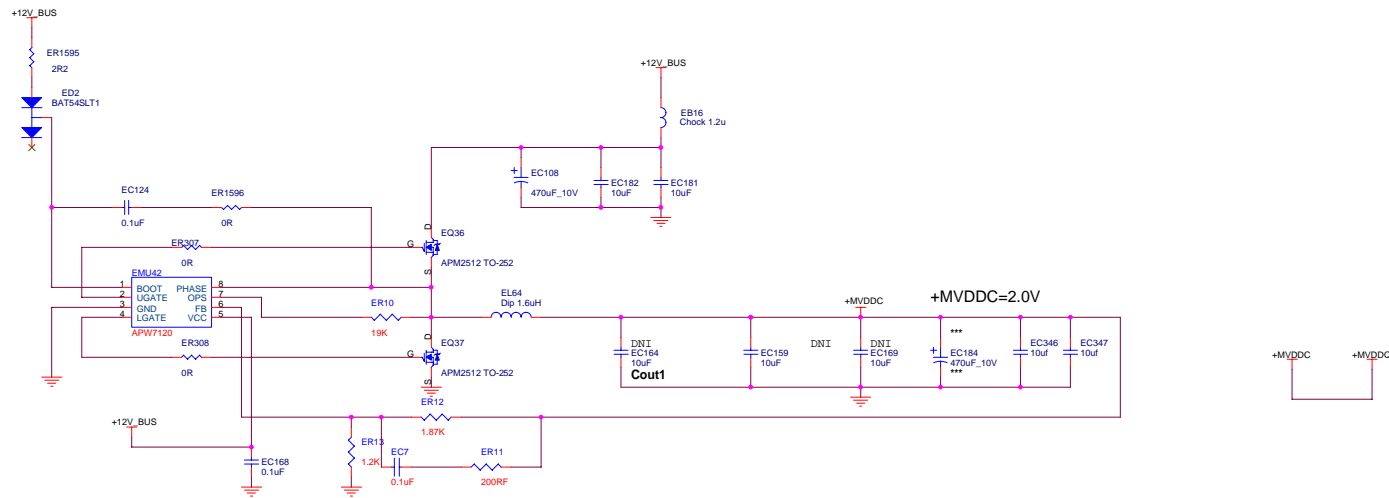 +12V_BUS
ER1595
2R2
ED2
BAT54SLT1
+12V_BUS
EB16
Chock 1.2u
EC108
470uF_10V
EC182
10uF
EC181
10uF
EC124
0.1uF
ER1596
0R
ER307
0R
D
G
S
EQ36
APM2512 TO-252
EMU42
1 BOOT PHASE 8
2 UGATE OPS 7
3 GND FB 6
4 LGATE VCC 5
APW7120
ER10
19K
EL64
Dip 1.6uH
+MVDDC
+MVDDC=2.0V
ER308
0R
D
G
S
EQ37
APM2512 TO-252
DNI
EC164
10uF
Cout1
EC159
10uF
DNI
DNI
EC169
10uF
***
EC184
470uF_10V
***
EC346
10uf
EC347
10uf
+MVDDC
+MVDDC
ER12
1.87K
+12V_BUS
EC168
0.1uF
ER13
1.2K
EC7
0.1uF
ER11
200RF